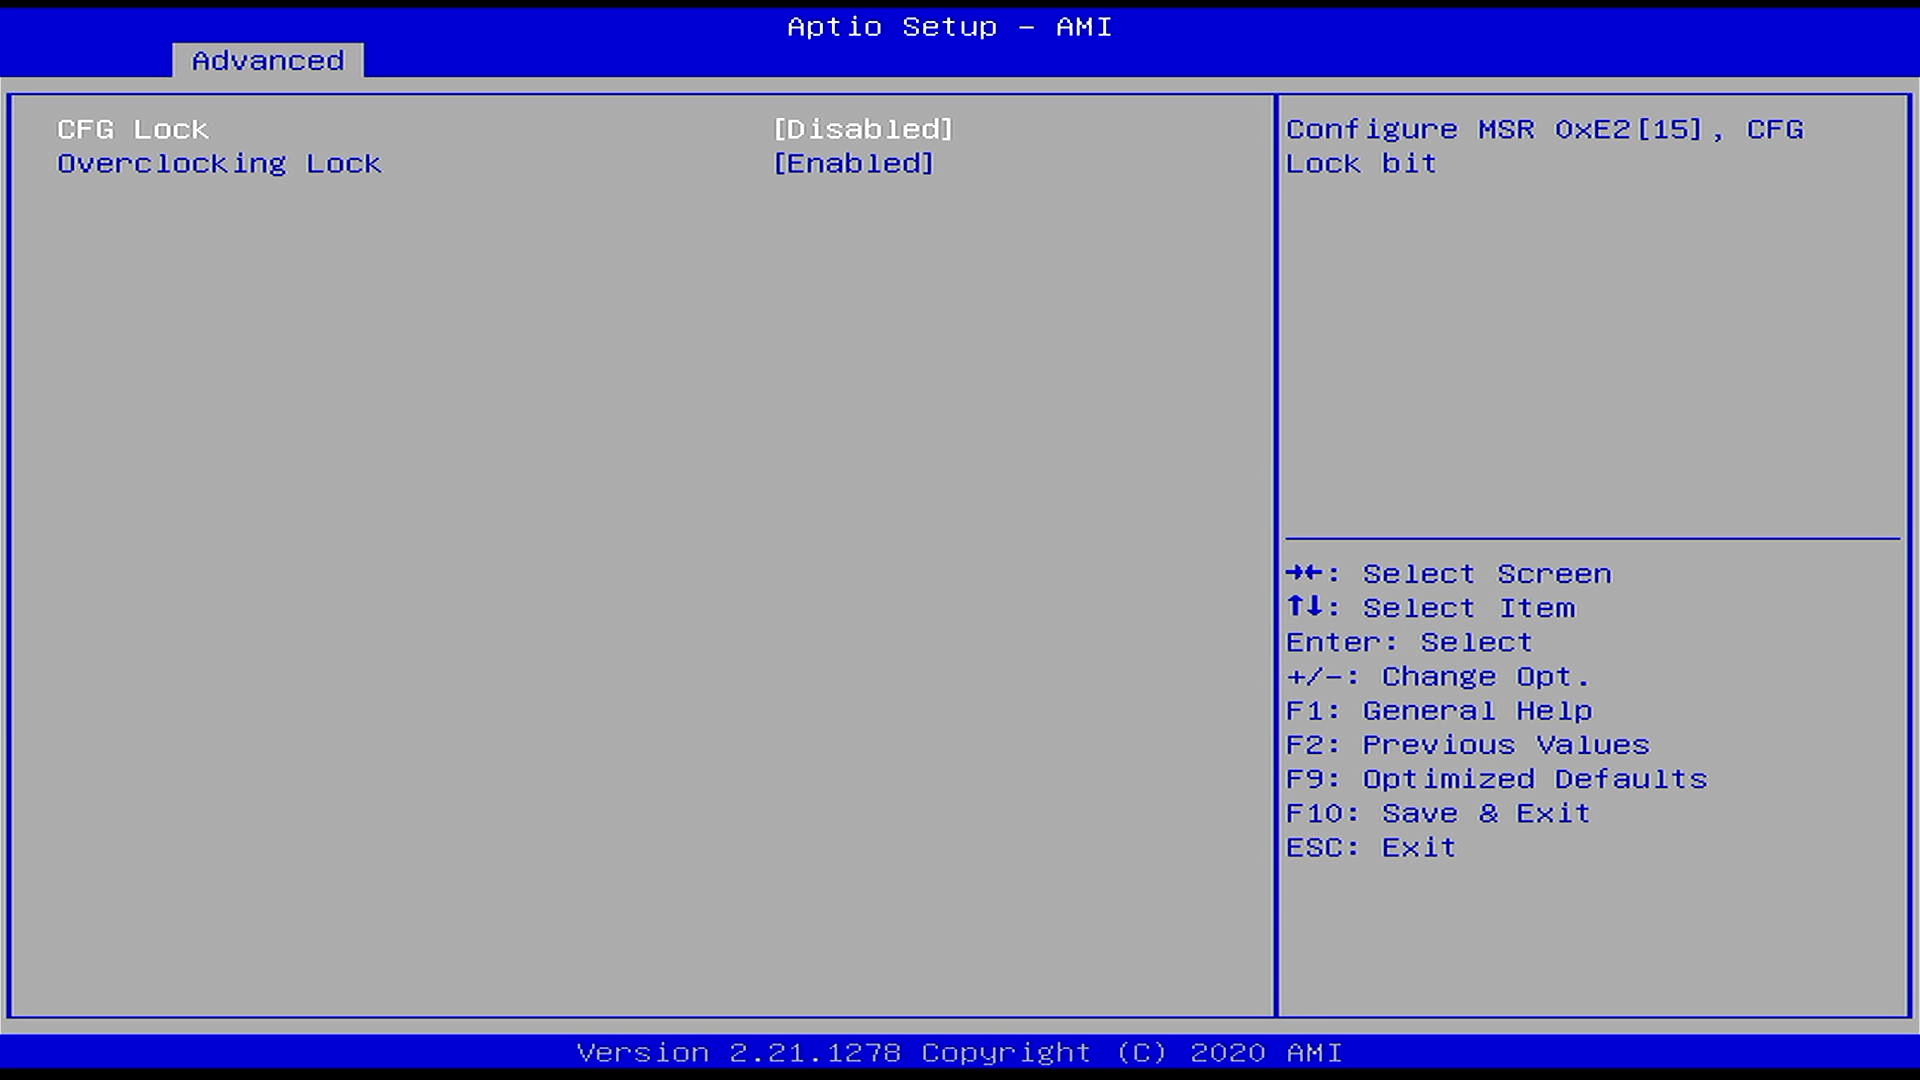 Aptio Setup – AMI
Advanced
CFG Lock [Disabled]
Overclocking Lock [Enabled]
Configure MSR 0xE2[15], CFG
Lock bit
→←: Select Screen
↑↓: Select Item
Enter: Select
+/-: Change Opt.
F1: General Help
F2: Previous Values
F9: Optimized Defaults
F10: Save & Exit
ESC: Exit
Version 2.21.1278 Copyright (C) 2020 AMI